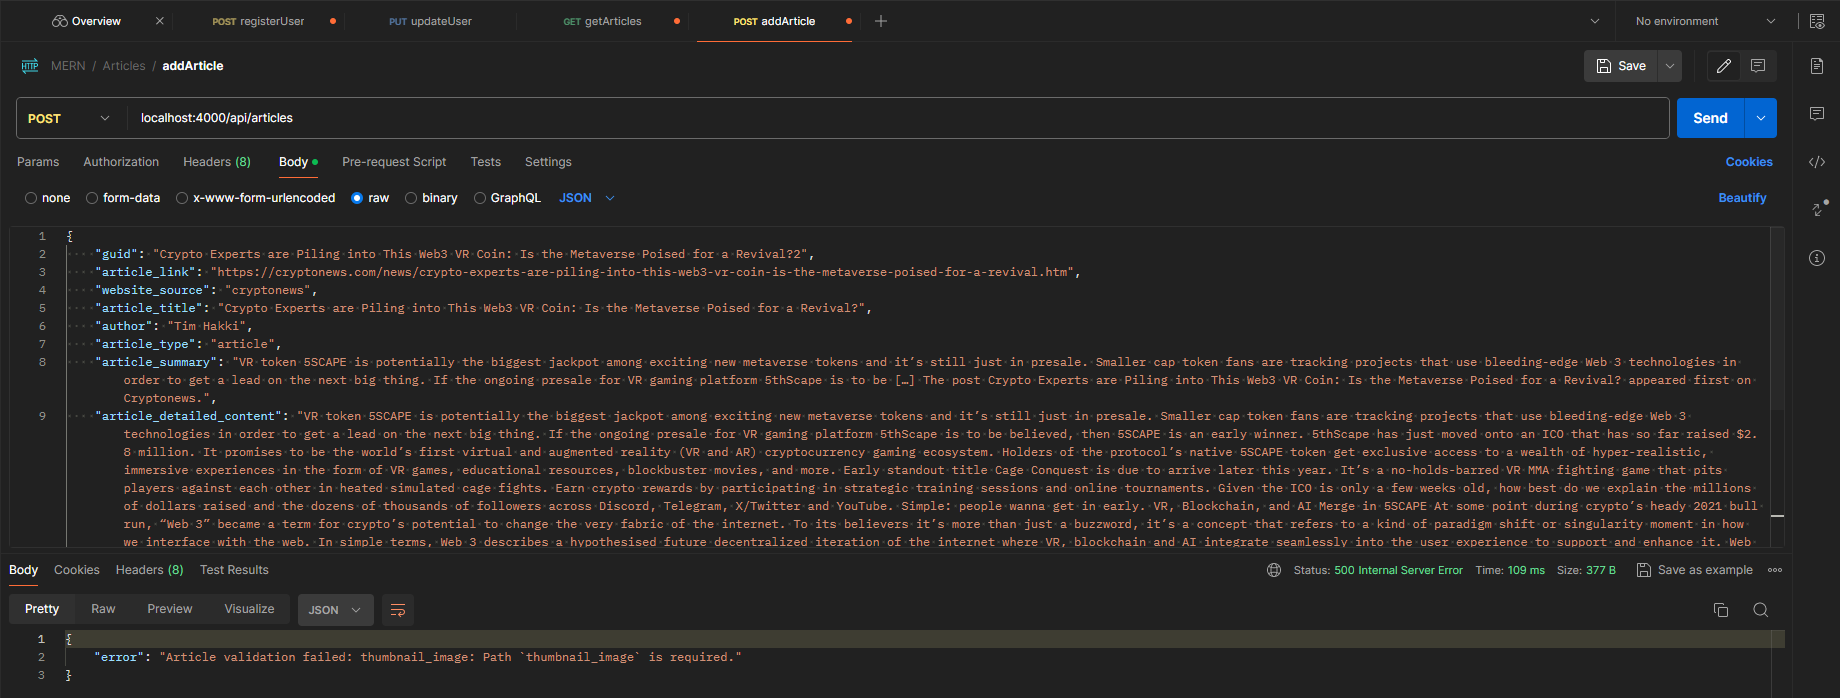 Overview
POST registerUser
PUT updateUser
GET getArticles
POST addArticle
No environment
HTTP MERN / Articles / addArticle
Save
POST
localhost:4000/api/articles
Send
Params Authorization Headers (8) Body Pre-request Script Tests Settings
Cookies
none form-data x-www-form-urlencoded raw binary GraphQL JSON
Beautify
1 {
2 "guid": "Crypto Experts are Piling into This Web3 VR Coin: Is the Metaverse Poised for a Revival?2",
3 "article_link": "https://cryptonews.com/news/crypto-experts-are-piling-into-this-web3-vr-coin-is-the-metaverse-poised-for-a-revival.htm",
4 "website_source": "cryptonews",
5 "article_title": "Crypto Experts are Piling into This Web3 VR Coin: Is the Metaverse Poised for a Revival?",
6 "author": "Tim Hakki",
7 "article_type": "article",
8 "article_summary": "VR token 5SCAPE is potentially the biggest jackpot among exciting new metaverse tokens and it’s still just in presale. Smaller cap token fans are tracking projects that use bleeding-edge Web 3 technologies in
order to get a lead on the next big thing. If the ongoing presale for VR gaming platform 5thScape is to be […] The post Crypto Experts are Piling into This Web3 VR Coin: Is the Metaverse Poised for a Revival? appeared first on
Cryptonews.",
9 "article_detailed_content": "VR token 5SCAPE is potentially the biggest jackpot among exciting new metaverse tokens and it’s still just in presale. Smaller cap token fans are tracking projects that use bleeding-edge Web 3
technologies in order to get a lead on the next big thing. If the ongoing presale for VR gaming platform 5thScape is to be believed, then 5SCAPE is an early winner. 5thScape has just moved onto an ICO that has so far raised $2.
8 million. It promises to be the world’s first virtual and augmented reality (VR and AR) cryptocurrency gaming ecosystem. Holders of the protocol’s native 5SCAPE token get exclusive access to a wealth of hyper-realistic,
immersive experiences in the form of VR games, educational resources, blockbuster movies, and more. Early standout title Cage Conquest is due to arrive later this year. It’s a no-holds-barred VR MMA fighting game that pits
players against each other in heated simulated cage fights. Earn crypto rewards by participating in strategic training sessions and online tournaments. Given the ICO is only a few weeks old, how best do we explain the millions
of dollars raised and the dozens of thousands of followers across Discord, Telegram, X/Twitter and YouTube. Simple: people wanna get in early. VR, Blockchain, and AI Merge in 5SCAPE At some point during crypto’s heady 2021 bull
run, “Web 3” became a term for crypto’s potential to change the very fabric of the internet. To its believers it’s more than just a buzzword, it’s a concept that refers to a kind of paradigm shift or singularity moment in how
we interface with the web. In simple terms, Web 3 describes a hypothesised future decentralized iteration of the internet where VR, blockchain and AI integrate seamlessly into the user experience to support and enhance it. Web
Body Cookies Headers (8) Test Results
Status: 500 Internal Server Error Time: 109 ms Size: 377 B Save as example
Pretty Raw Preview Visualize JSON
1 {
2 "error": "Article validation failed: thumbnail_image: Path `thumbnail_image` is required."
3 }